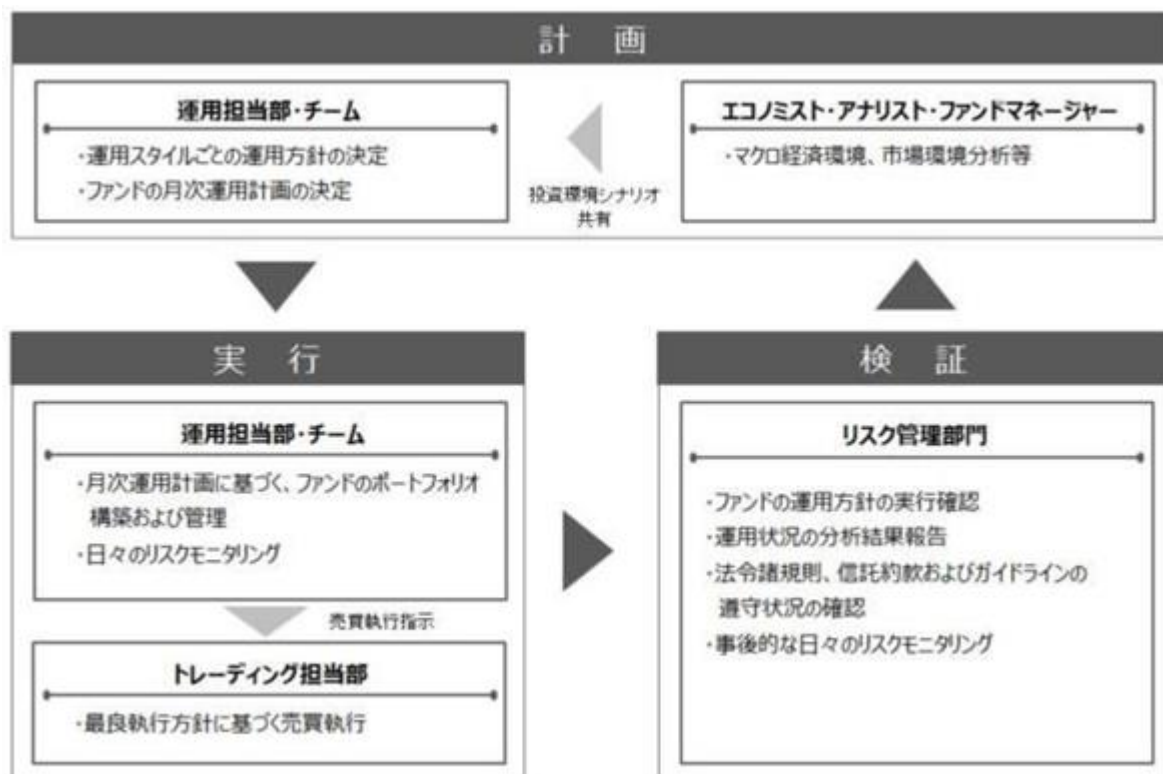 計 画
運用担当部・チーム
・運用スタイルごとの運用方針の決定
・ファンドの月次運用計画の決定
投資環境シナリオ
共有
エコノミスト・アナリスト・ファンドマネージャー
・マクロ経済環境、市場環境分析等
実 行
運用担当部・チーム
・月次運用計画に基づく、ファンドのポートフォリオ
構築および管理
・日々のリスクモニタリング
売買執行指示
トレーディング担当部
・最良執行方針に基づく売買執行
検 証
リスク管理部門
・ファンドの運用方針の実行確認
・運用状況の分析結果報告
・法令諸規則、信託約款およびガイドラインの
遵守状況の確認
・事後的な日々のリスクモニタリング